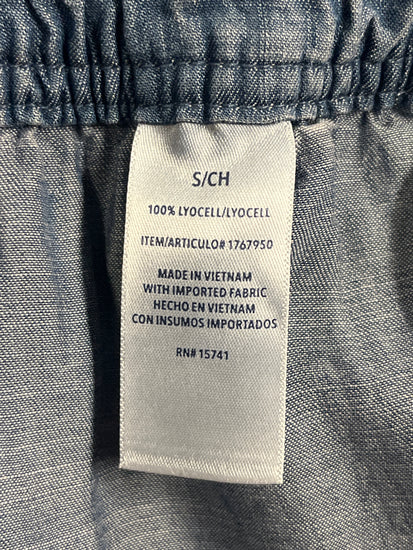 S/CH
100% LYOCELL/LYOCELL
ITEM/ARTICULO# 1767950
MADE IN VIETNAM
WITH IMPORTED FABRIC
HECHO EN VIETNAM
CON INSUMOS IMPORTADOS
RN# 15741